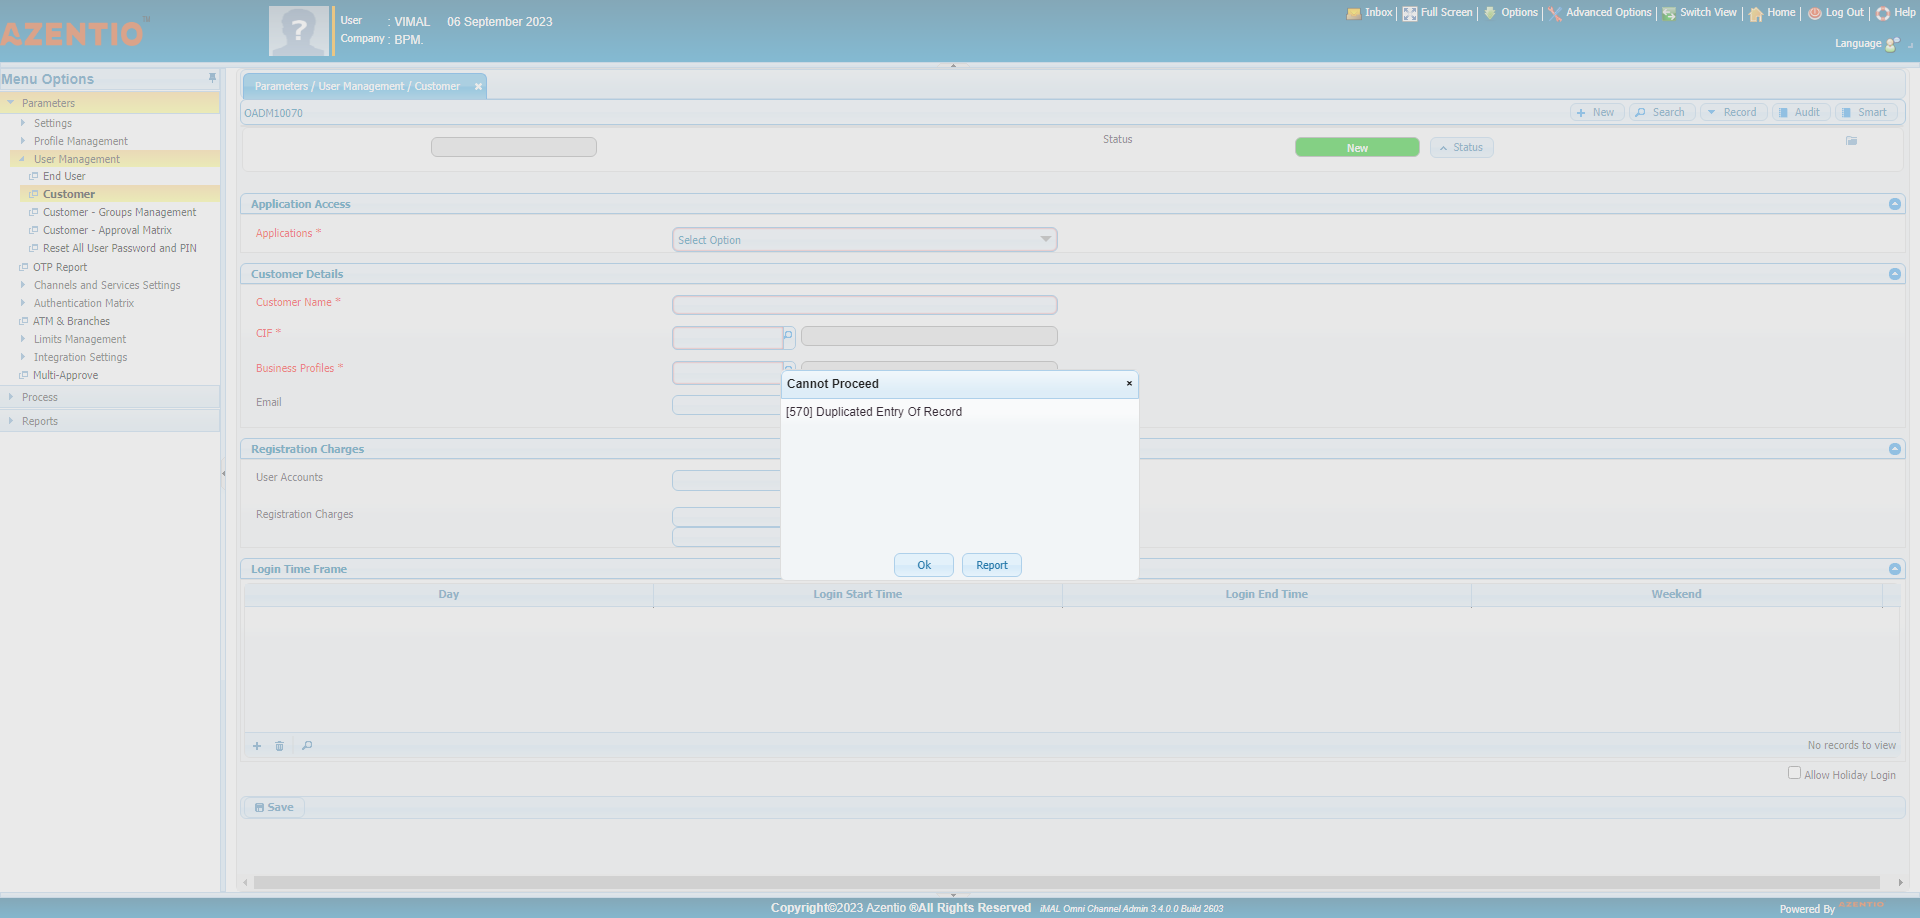 AZENTIO™
User : VIMAL 06 September 2023
Company : BPM.
Inbox Full Screen Options Advanced Options Switch View Home Log Out Help
Language
Menu Options
Parameters
Settings
Profile Management
User Management
End User
Customer
Customer - Groups Management
Customer - Approval Matrix
Reset All User Password and PIN
OTP Report
Channels and Services Settings
Authentication Matrix
ATM & Branches
Limits Management
Integration Settings
Multi-Approve
Process
Reports
Parameters / User Management / Customer
OADM10070
New Search Record Audit Smart
Status New Status
Application Access
Applications * Select Option
Customer Details
Customer Name *
CIF *
Business Profiles *
Email
Cannot Proceed
[570] Duplicated Entry Of Record
Ok Report
Registration Charges
User Accounts
Registration Charges
Login Time Frame
Day Login Start Time Login End Time Weekend
No records to view
Allow Holiday Login
Save
Copyright©2023 Azentio ®All Rights Reserved iMAL Omni Channel Admin 3.4.0.0 Build 2603
Powered By AZENTIO